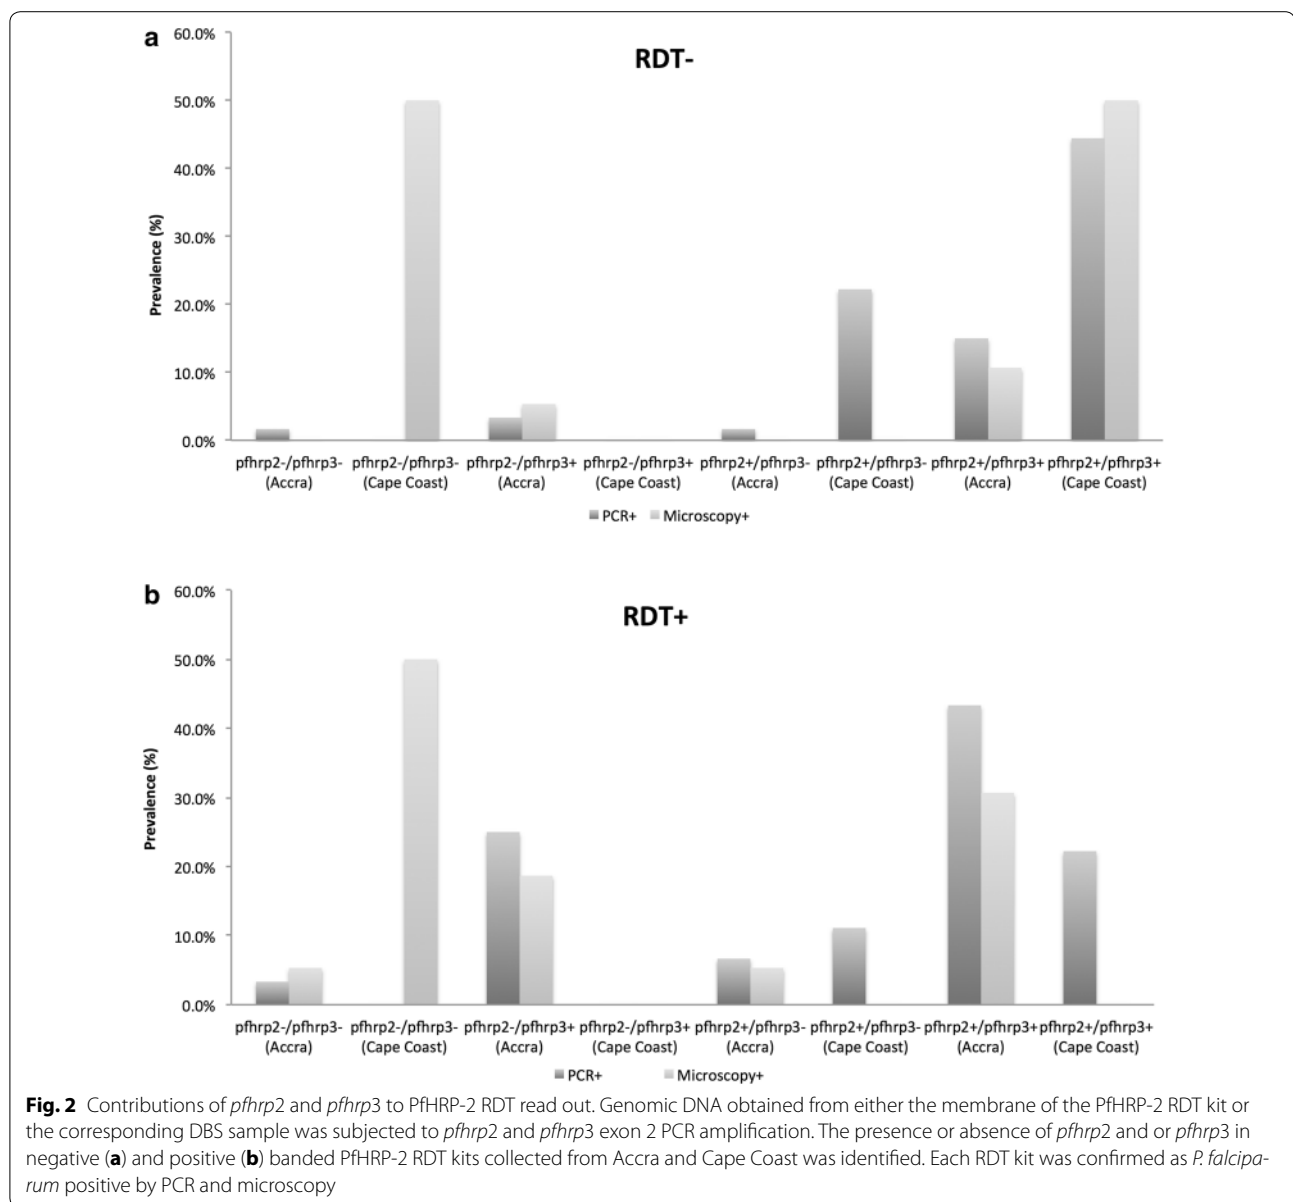 a
RDT-
60.0%
50.0%
40.0%
30.0%
20.0%
10.0%
0.0%
Prevalence (%)
pfhrp2-/pfhrp3- pfhrp2-/pfhrp3- pfhrp2-/pfhrp3+ pfhrp2-/pfhrp3+ pfhrp2+/pfhrp3- pfhrp2+/pfhrp3- pfhrp2+/pfhrp3+ pfhrp2+/pfhrp3+
(Accra) (Cape Coast) (Accra) (Cape Coast) (Accra) (Cape Coast) (Accra) (Cape Coast)
PCR+ Microscopy+
b
RDT+
60.0%
50.0%
40.0%
30.0%
20.0%
10.0%
0.0%
Prevalence (%)
pfhrp2-/pfhrp3- pfhrp2-/pfhrp3- pfhrp2-/pfhrp3+ pfhrp2-/pfhrp3+ pfhrp2+/pfhrp3- pfhrp2+/pfhrp3- pfhrp2+/pfhrp3+ pfhrp2+/pfhrp3+
(Accra) (Cape Coast) (Accra) (Cape Coast) (Accra) (Cape Coast) (Accra) (Cape Coast)
PCR+ Microscopy+
Fig. 2 Contributions of pfhrp2 and pfhrp3 to PfHRP-2 RDT read out. Genomic DNA obtained from either the membrane of the PfHRP-2 RDT kit or
the corresponding DBS sample was subjected to pfhrp2 and pfhrp3 exon 2 PCR amplification. The presence or absence of pfhrp2 and or pfhrp3 in
negative (a) and positive (b) banded PfHRP-2 RDT kits collected from Accra and Cape Coast was identified. Each RDT kit was confirmed as P. falcipa-
rum positive by PCR and microscopy